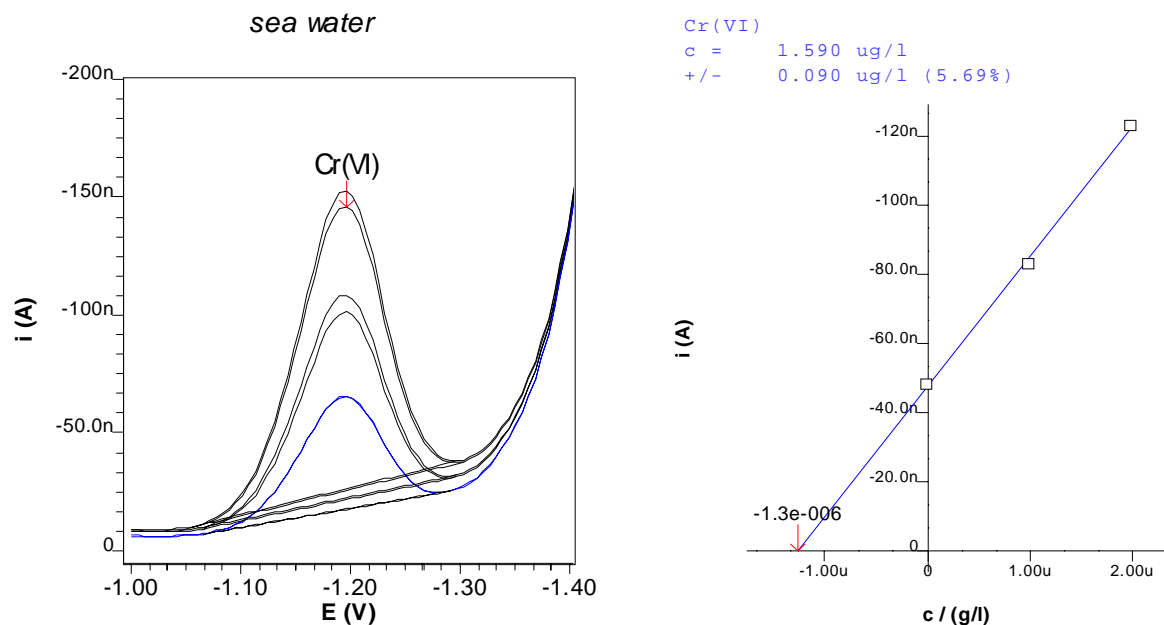 sea water
-200n
-150n
-100n
-50.0n
0
i (A)
Cr(VI)
-1.00
-1.10
-1.20
-1.30
-1.40
E (V)
Cr(VI)
c = 1.590 ug/l
+/- 0.090 ug/l (5.69%)
-120n
-100n
-80.0n
-60.0n
-40.0n
-20.0n
0
i (A)
-1.3e-006
-1.00u
0
1.00u
2.00u
c / (g/l)